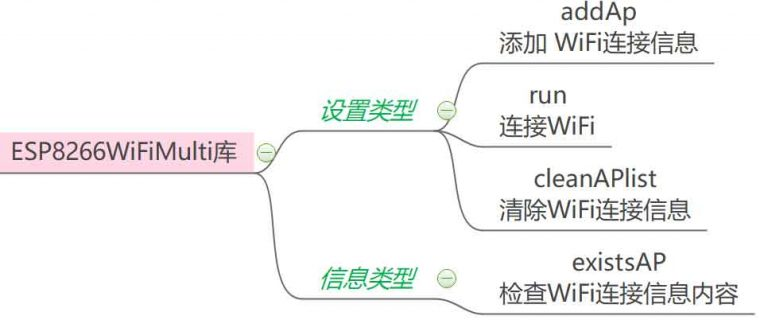 addAp
添加 WiFi连接信息
设置类型
run
连接WiFi
ESP8266WiFiMulti库
cleanAPlist
清除WiFi连接信息
信息类型
existsAP
检查WiFi连接信息内容